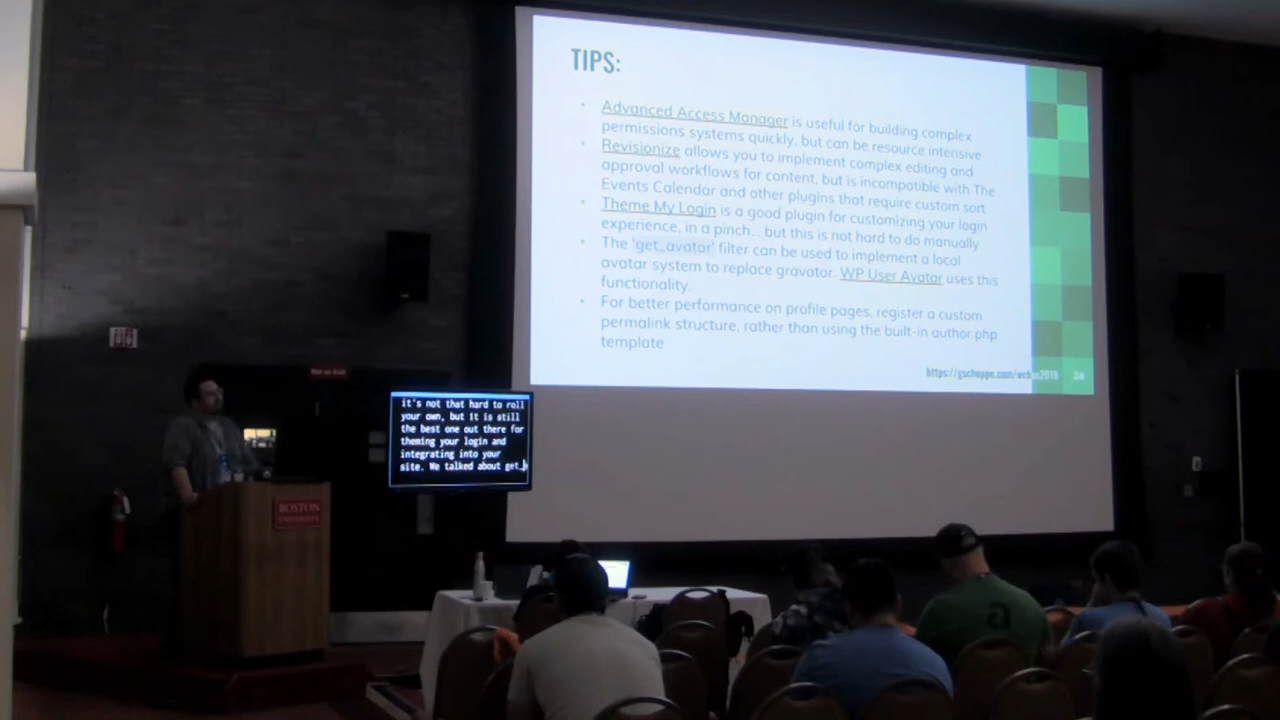 TIPS:
Advanced Access Manager is useful for building complex
permissions systems quickly, but can be resource intensive
Revisionize allows you to implement complex editing and
approval workflows for content, but is incompatible with The
Events Calendar and other plugins that require custom sort
Theme My Login is a good plugin for customizing your login
experience, in a pinch... but this is not hard to do manually
The 'get_avatar' filter can be used to implement a local
avatar system to replace gravatar. WP User Avatar uses this
functionality.
For better performance on profile pages, register a custom
permalink structure, rather than using the built-in author.php
template
https://gschoppe.com/wcbos2018
it's not that hard to roll
your own, but it is still
the best one out there for
theming your login and
integrating into your
site. We talked about get_
BOSTON
UNIVERSITY